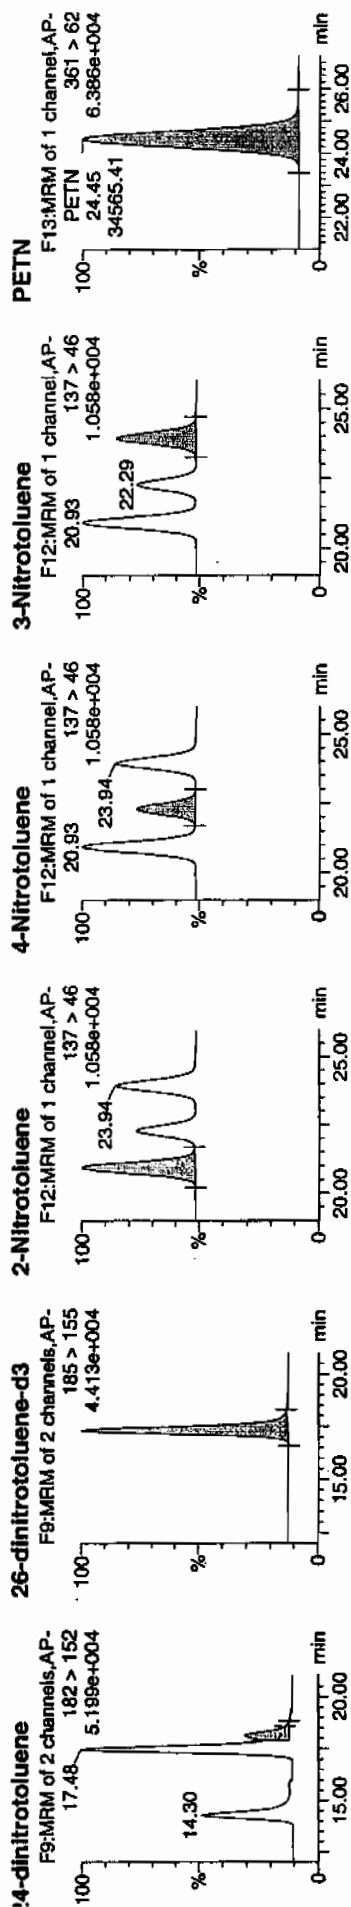 24-dinitrotoluene
F9:MRM of 2 channels,AP-
182 > 152
5.199e+004
17.48
14.30
100
%
0
15.00
20.00
min
26-dinitrotoluene-d3
F9:MRM of 2 channels,AP-
185 > 155
4.413e+004
100
%
0
15.00
20.00
min
2-Nitrotoluene
F12:MRM of 1 channel,AP-
137 > 46
1.058e+004
23.94
100
%
0
20.00
25.00
min
4-Nitrotoluene
F12:MRM of 1 channel,AP-
137 > 46
1.058e+004
20.93
23.94
100
%
0
20.00
25.00
min
3-Nitrotoluene
F12:MRM of 1 channel,AP-
137 > 46
1.058e+004
20.93
22.29
100
%
0
20.00
25.00
min
PETN
F13:MRM of 1 channel,AP-
361 > 62
6.386e+004
PETN
24.45
34565.41
100
%
0
22.00
24.00
26.00
min